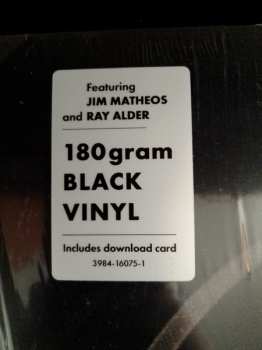 Featuring
JIM MATHEOS
and RAY ALDER
180gram
BLACK
VINYL
Includes download card
3984-16075-1